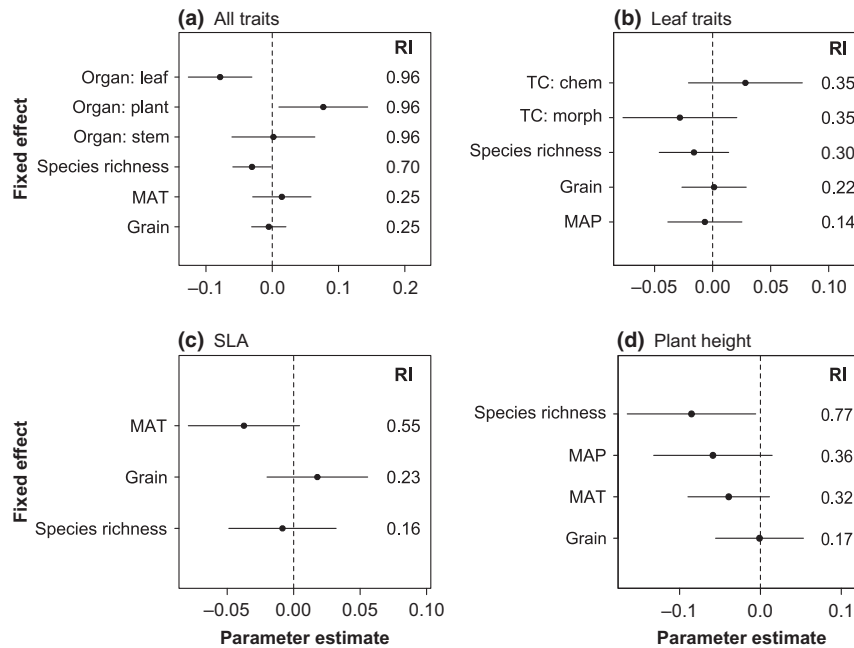 (a) All traits
RI
Organ: leaf 0.96
Organ: plant 0.96
Organ: stem 0.96
Species richness 0.70
MAT 0.25
Grain 0.25
Fixed effect
–0.1 0.0 0.1 0.2
(b) Leaf traits
RI
TC: chem 0.35
TC: morph 0.35
Species richness 0.30
Grain 0.22
MAP 0.14
–0.05 0.00 0.05 0.10
(c) SLA
RI
MAT 0.55
Grain 0.23
Species richness 0.16
Fixed effect
–0.05 0.00 0.05 0.10
Parameter estimate
(d) Plant height
RI
Species richness 0.77
MAP 0.36
MAT 0.32
Grain 0.17
–0.1 0.0 0.1
Parameter estimate